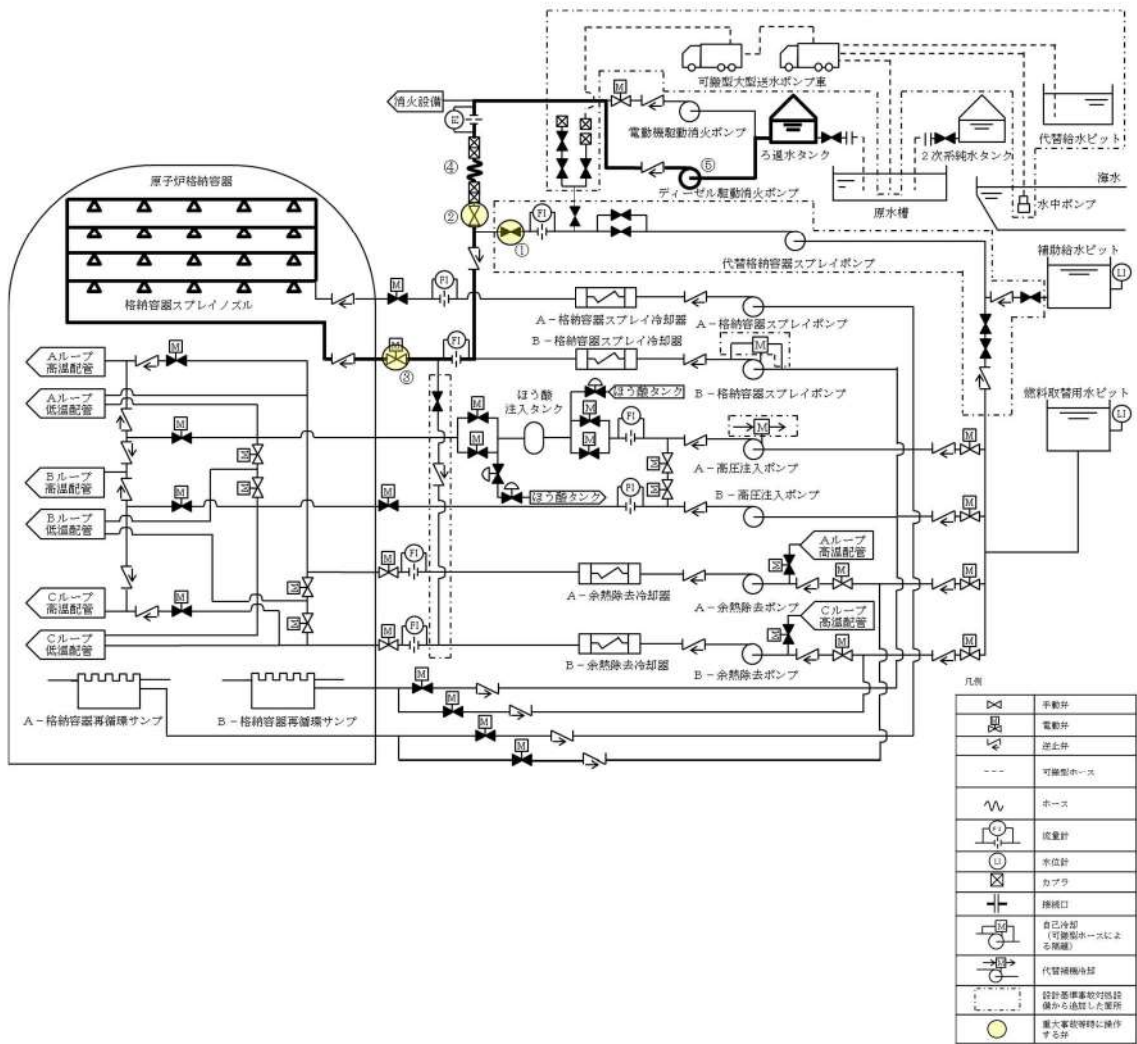 可搬型大型送水ポンプ車
消火設備
M
FI
電動機駆動消火ポンプ
ろ過水タンク
2次系純水タンク
代替給水ピット
④
⑤
海水
原子炉格納容器
ディーゼル駆動消火ポンプ
原水槽
水中ポンプ
②
FI
①
代替格納容器スプレイポンプ
補助給水ピット
LI
格納容器スプレイノズル
M
FI
A-格納容器スプレイ冷却器
A-格納容器スプレイポンプ
B-格納容器スプレイ冷却器
M
FI
M
③
B-格納容器スプレイポンプ
燃料取替用水ピット
LI
Aループ
高温配管
M
Aループ
低温配管
ほう酸
注入タンク
ほう酸タンク
M
M
M
M
M
FI
M
M
M
A-高圧注入ポンプ
M
Bループ
高温配管
M
M
M
M
FI
M
ほう酸タンク
B-高圧注入ポンプ
M
Bループ
低温配管
Aループ
高温配管
M
FI
M
M
M
A-余熱除去冷却器
A-余熱除去ポンプ
Cループ
高温配管
M
M
Cループ
高温配管
Cループ
低温配管
M
M
FI
M
M
M
B-余熱除去冷却器
B-余熱除去ポンプ
M
M
A-格納容器再循環サンプ
B-格納容器再循環サンプ
M
M
凡例
手動弁
M
電動弁
逆止弁
可搬型ホース
ホース
FI
流量計
LI
水位計
カプラ
接続口
M
自己冷却
(可搬型ホースによ
る隔離)
M
代替補機冷却
設計基準事故対処設
備から追加した箇所
重大事故等時に操作
する弁